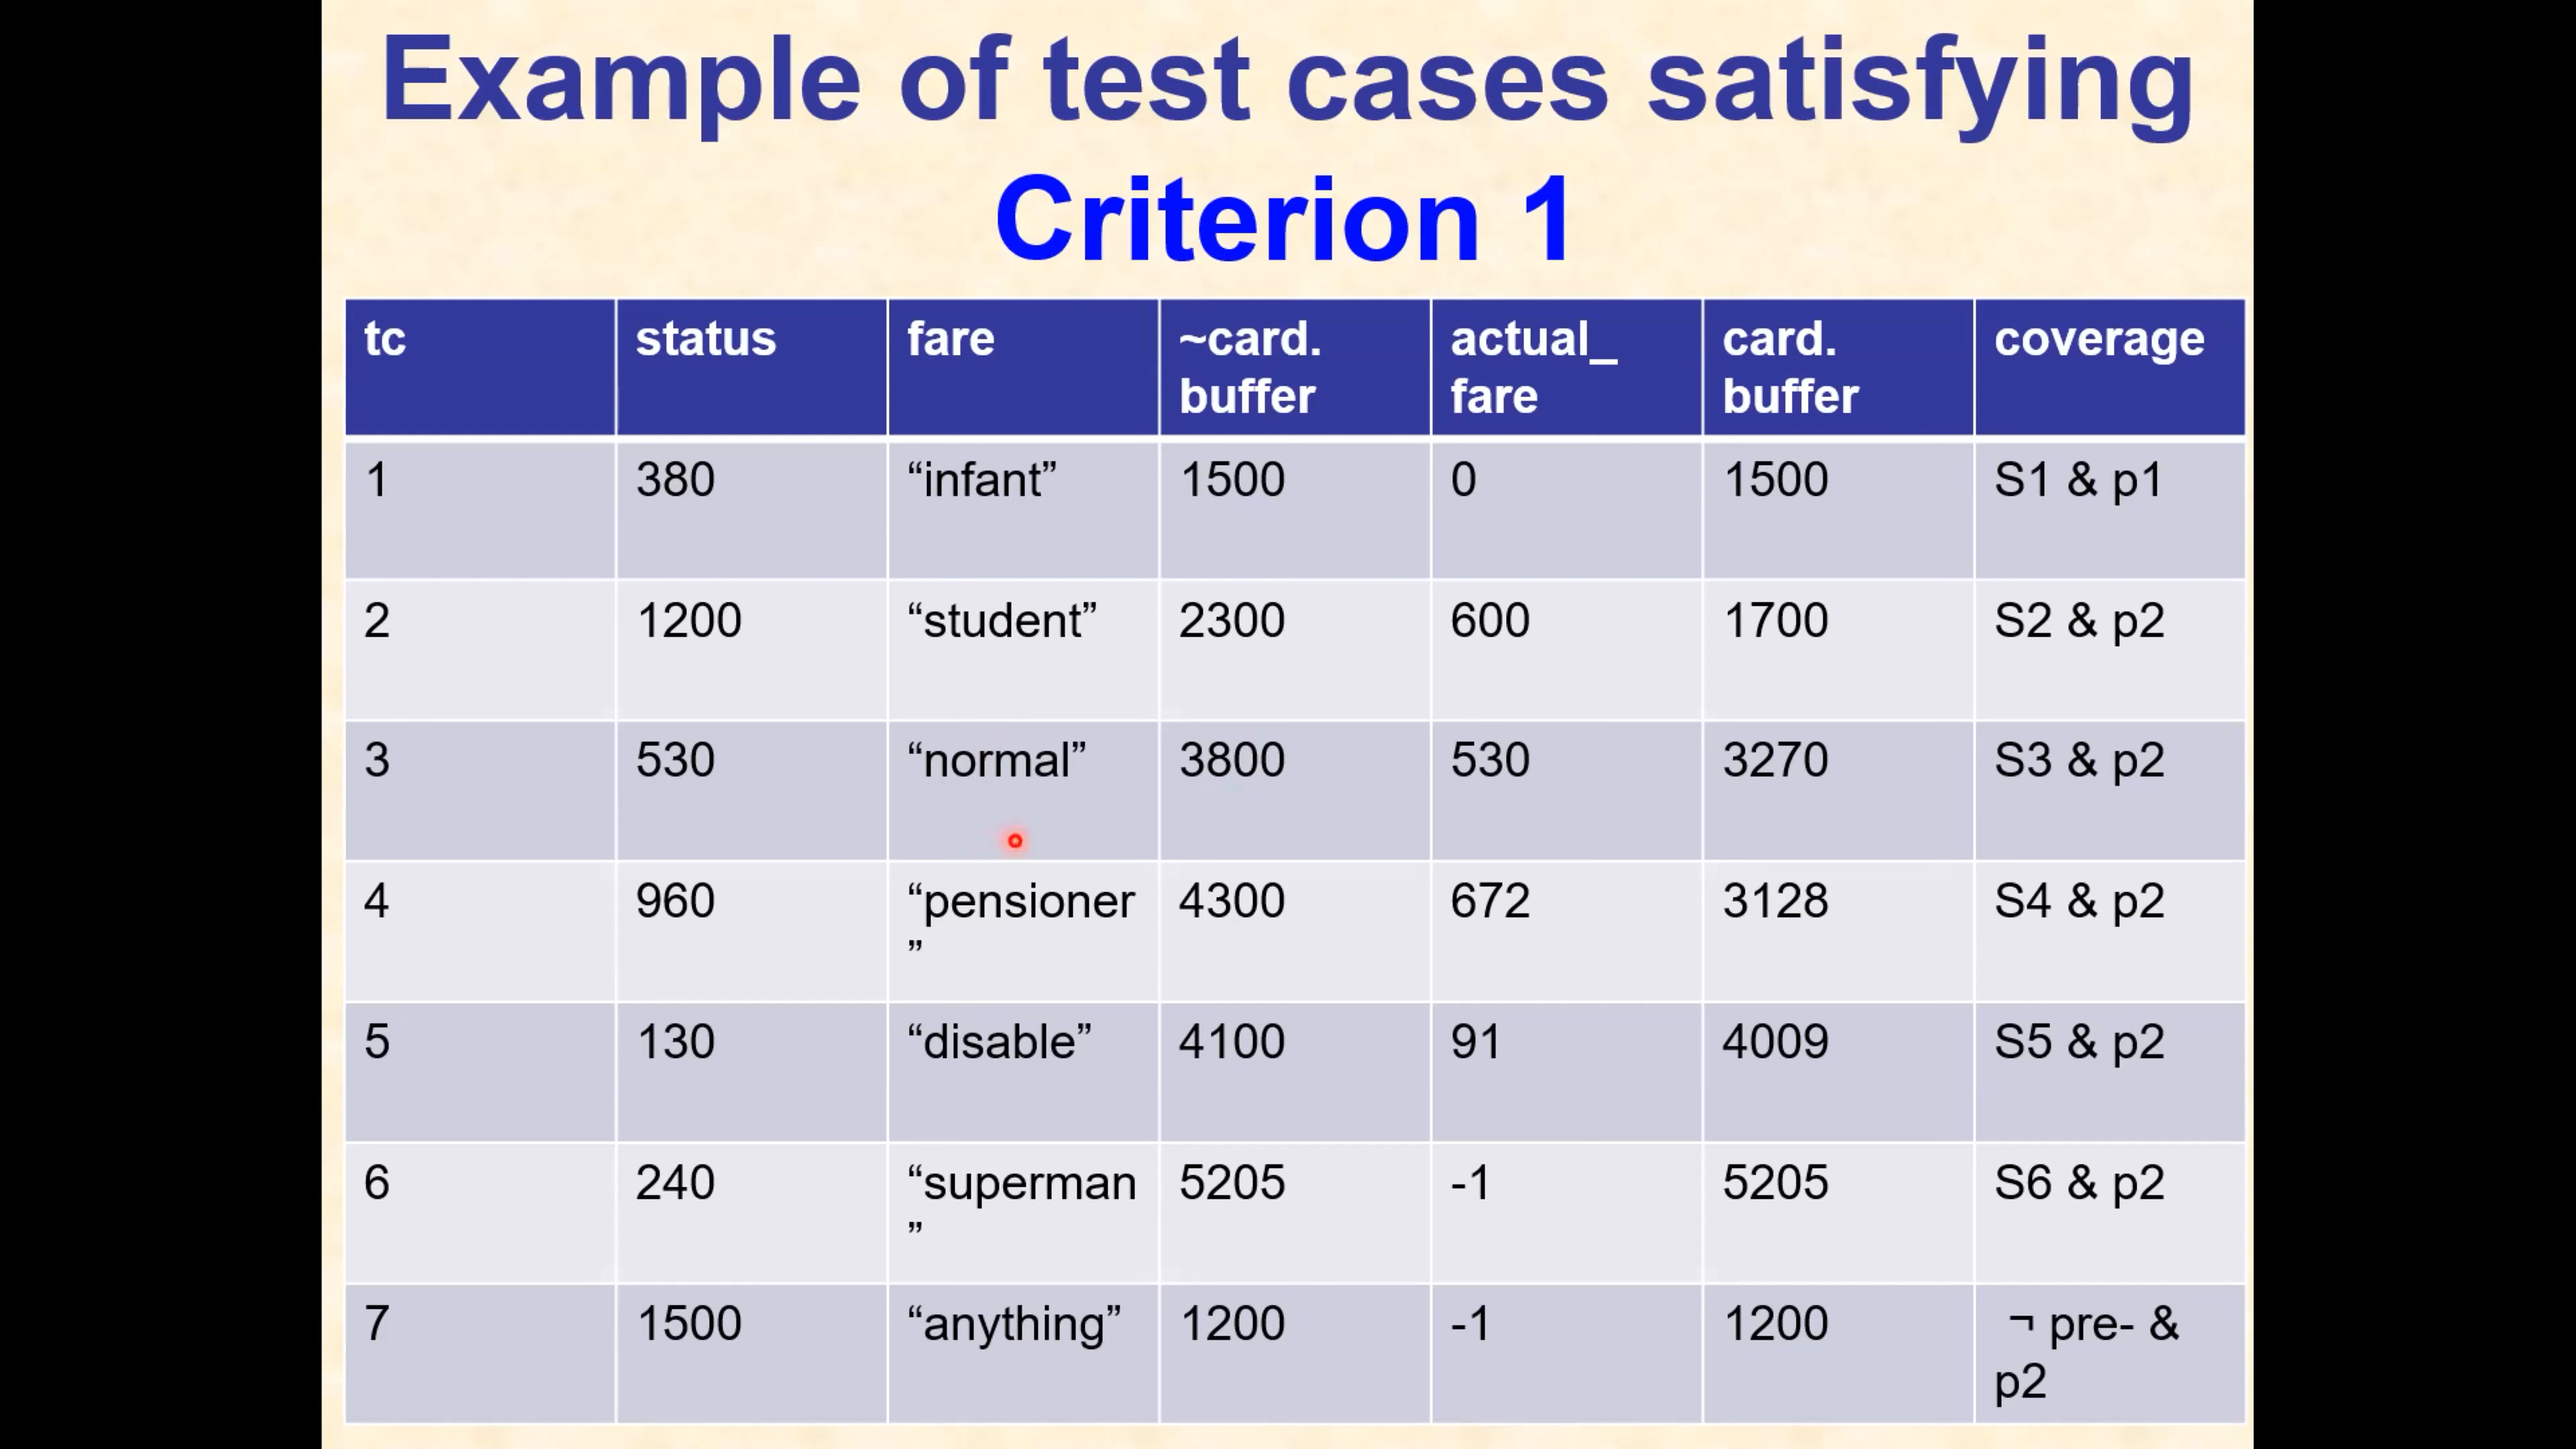 Example of test cases satisfying
Criterion 1
tc status fare ~card. buffer actual_ fare card. buffer coverage
1 380 “infant” 1500 0 1500 S1 & p1
2 1200 “student” 2300 600 1700 S2 & p2
3 530 “normal” 3800 530 3270 S3 & p2
4 960 “pensioner ” 4300 672 3128 S4 & p2
5 130 “disable” 4100 91 4009 S5 & p2
6 240 “superman ” 5205 -1 5205 S6 & p2
7 1500 “anything” 1200 -1 1200 ¬ pre- & p2